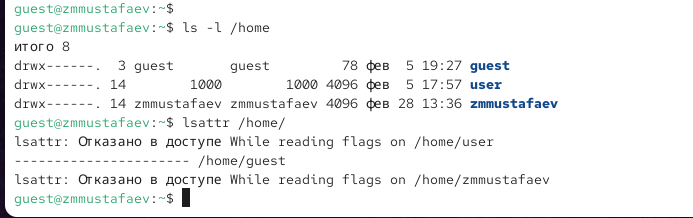 guest@zmmustafaev:~$
guest@zmmustafaev:~$ ls -l /home
итого 8
drwx------.  3 guest      guest        78 фев  5 19:27 guest
drwx------. 14       1000       1000 4096 фев  5 17:57 user
drwx------. 14 zmmustafaev zmmustafaev 4096 фев 28 13:36 zmmustafaev
guest@zmmustafaev:~$ lsattr /home/
lsattr: Отказано в доступе While reading flags on /home/user
---------------------- /home/guest
lsattr: Отказано в доступе While reading flags on /home/zmmustafaev
guest@zmmustafaev:~$